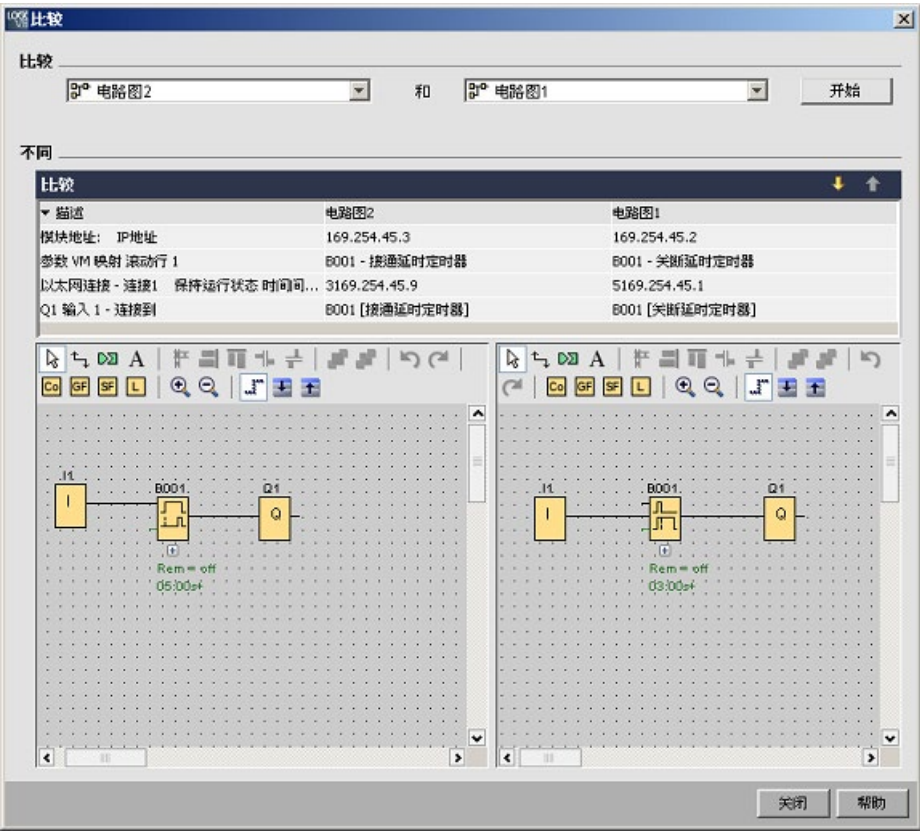 比较
比较
电路图2 和 电路图1 开始
不同
比较
描述 电路图2 电路图1
模块地址: IP地址 169.254.45.3 169.254.45.2
参数 VM 映射 滚动行 1 B001 - 接通延时定时器 B001 - 关断延时定时器
以太网连接 - 连接1 保持运行状态 时间间... 3169.254.45.9 5169.254.45.1
Q1 输入 1 - 连接到 B001 [接通延时定时器] B001 [关断延时定时器]
A A
Co GF SF L Co GF SF L
I1 B001 Q1 I1 B001 Q1
I Q I Q
Rem = off Rem = off
05:00s+ 03:00s+
关闭 帮助